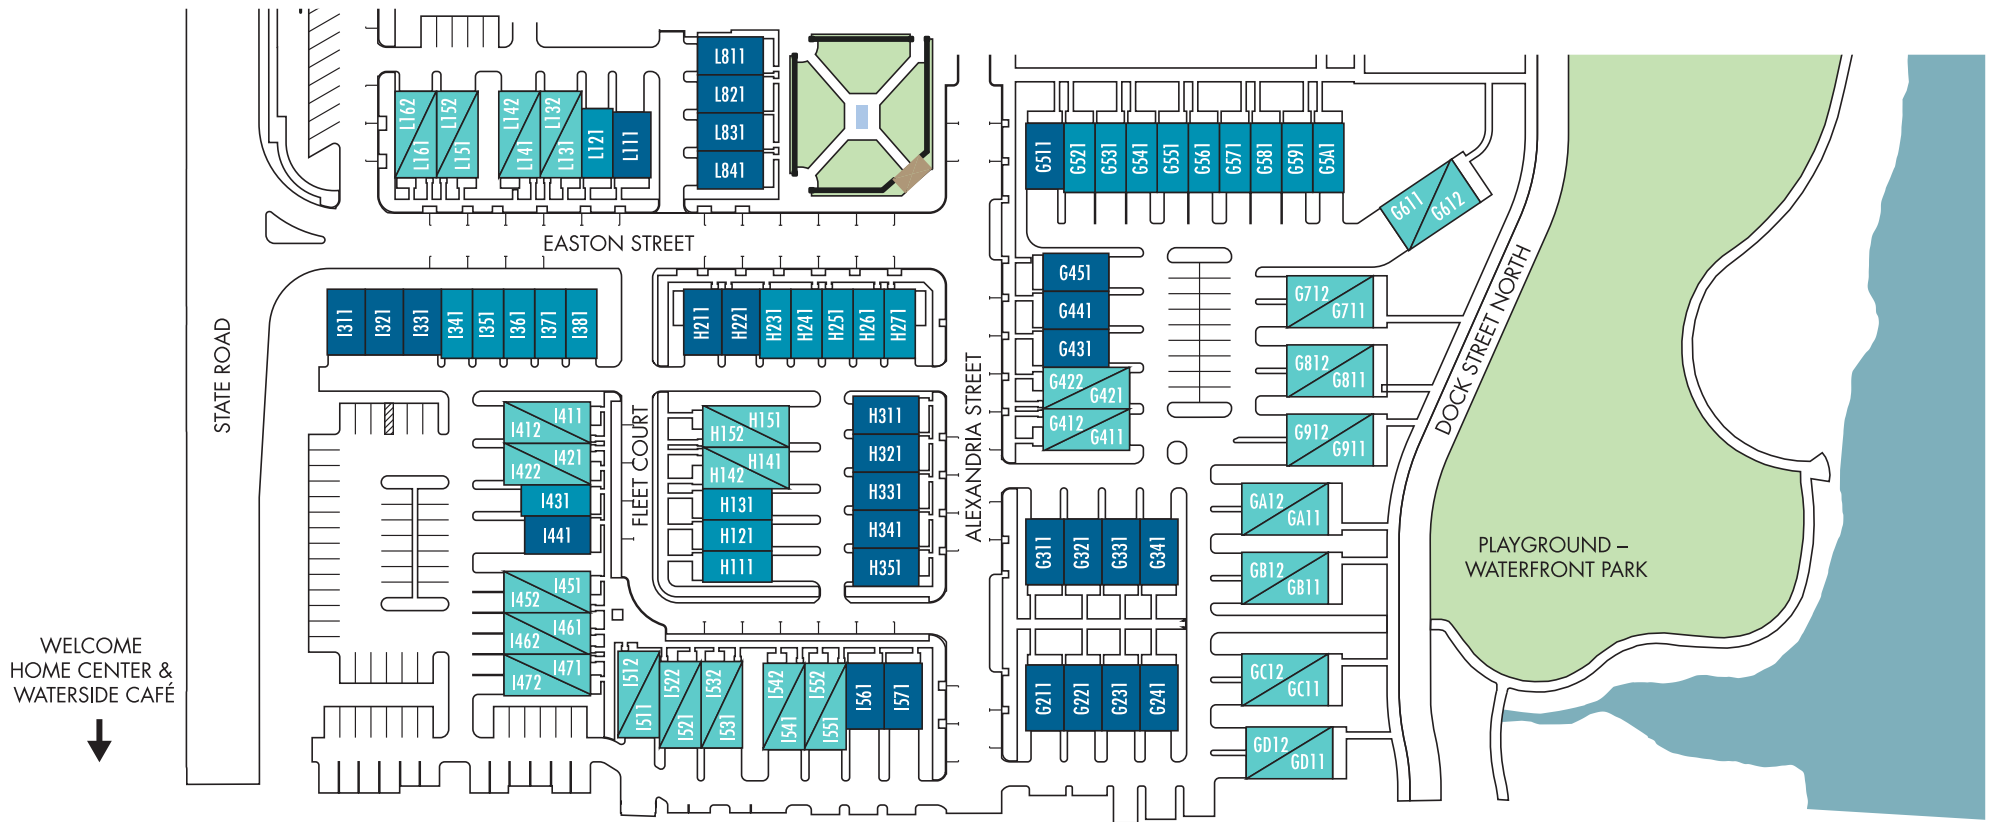 L811
L821
L831
L841
L162
L161
L152
L151
L142
L141
L132
L131
L121
L111
G511
G521
G531
G541
G551
G561
G571
G581
G591
G5A1
G611
G612
EASTON STREET
STATE ROAD
I311
I321
I331
I341
I351
I361
I371
I381
H211
H221
H231
H241
H251
H261
H271
G451
G441
G431
G422
G421
G412
G411
G712
G711
G812
G811
G912
G911
DOCK STREET NORTH
ALEXANDRIA STREET
FLEET COURT
I411
I412
I421
I422
I431
I441
I451
I452
I461
I462
I471
I472
H151
H152
H141
H142
H131
H121
H111
H311
H321
H331
H341
H351
GA12
GA11
GB12
GB11
GC12
GC11
GD12
GD11
G311
G321
G331
G341
G211
G221
G231
G241
I512
I511
I522
I521
I532
I531
I542
I541
I552
I551
I561
I571
PLAYGROUND –
WATERFRONT PARK
WELCOME
HOME CENTER &
WATERSIDE CAFÉ